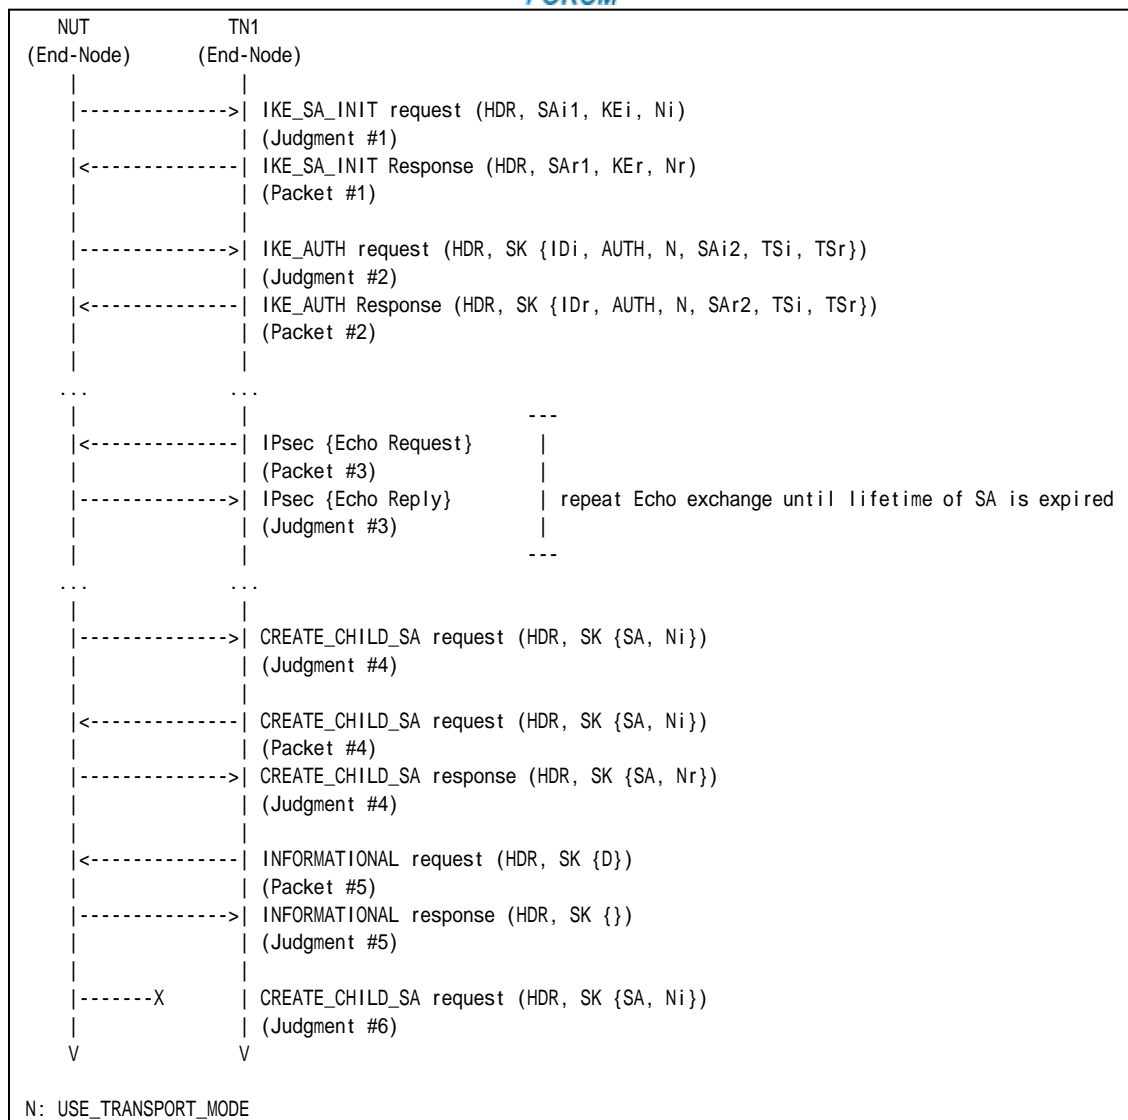 FORUM
NUT TN1
(End-Node) (End-Node)
| |
|-------------->| IKE_SA_INIT request (HDR, SAi1, KEi, Ni)
| | (Judgment #1)
|<--------------| IKE_SA_INIT Response (HDR, SAr1, KEr, Nr)
| | (Packet #1)
| |
|-------------->| IKE_AUTH request (HDR, SK {IDi, AUTH, N, SAi2, TSi, TSr})
| | (Judgment #2)
|<--------------| IKE_AUTH Response (HDR, SK {IDr, AUTH, N, SAr2, TSi, TSr})
| | (Packet #2)
| |
... ...
| | ---
|<--------------| IPsec {Echo Request} |
| | (Packet #3) |
|-------------->| IPsec {Echo Reply} | repeat Echo exchange until lifetime of SA is expired
| | (Judgment #3) |
| | ---
... ...
| |
|-------------->| CREATE_CHILD_SA request (HDR, SK {SA, Ni})
| | (Judgment #4)
| |
|<--------------| CREATE_CHILD_SA request (HDR, SK {SA, Ni})
| | (Packet #4)
|-------------->| CREATE_CHILD_SA response (HDR, SK {SA, Nr})
| | (Judgment #4)
| |
|<--------------| INFORMATIONAL request (HDR, SK {D})
| | (Packet #5)
|-------------->| INFORMATIONAL response (HDR, SK {})
| | (Judgment #5)
| |
|-------X | CREATE_CHILD_SA request (HDR, SK {SA, Ni})
| | (Judgment #6)
V V
N: USE_TRANSPORT_MODE